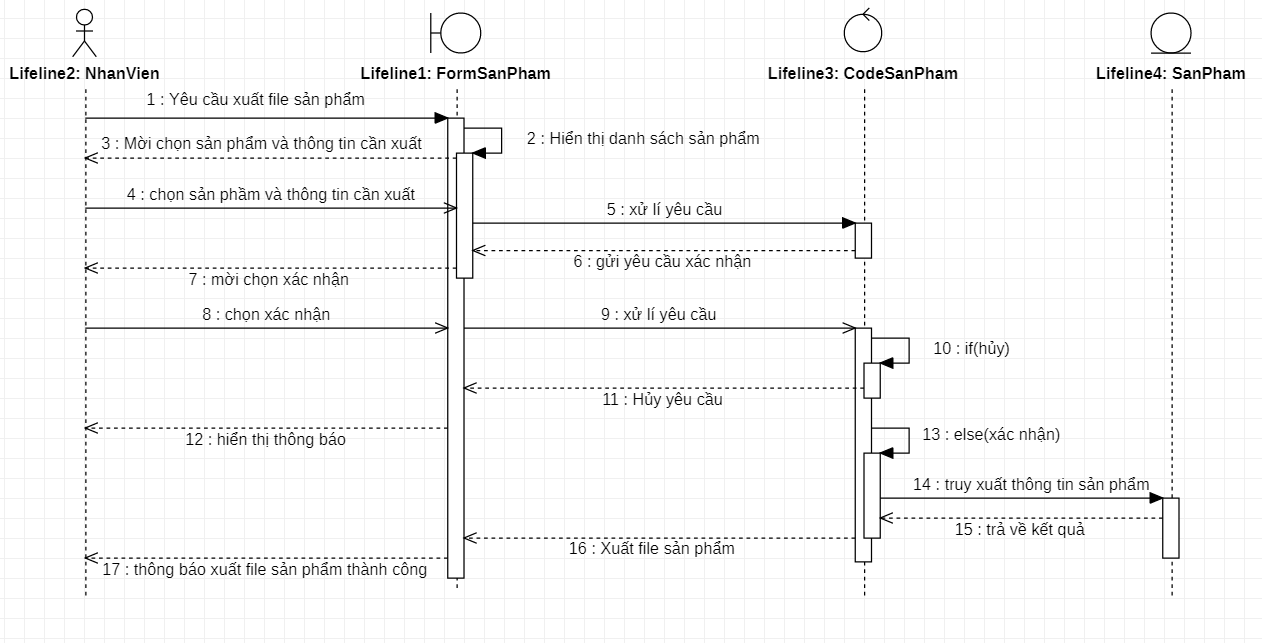 Lifeline2: NhanVien
Lifeline1: FormSanPham
Lifeline3: CodeSanPham
Lifeline4: SanPham
1 : Yêu cầu xuất file sản phẩm
2 : Hiển thị danh sách sản phẩm
3 : Mời chọn sản phẩm và thông tin cần xuất
4 : chọn sản phầm và thông tin cần xuất
5 : xử lí yêu cầu
6 : gửi yêu cầu xác nhận
7 : mời chọn xác nhận
8 : chọn xác nhận
9 : xử lí yêu cầu
10 : if(hủy)
11 : Hủy yêu cầu
12 : hiển thị thông báo
13 : else(xác nhận)
14 : truy xuất thông tin sản phẩm
15 : trả về kết quả
16 : Xuất file sản phẩm
17 : thông báo xuất file sản phẩm thành công